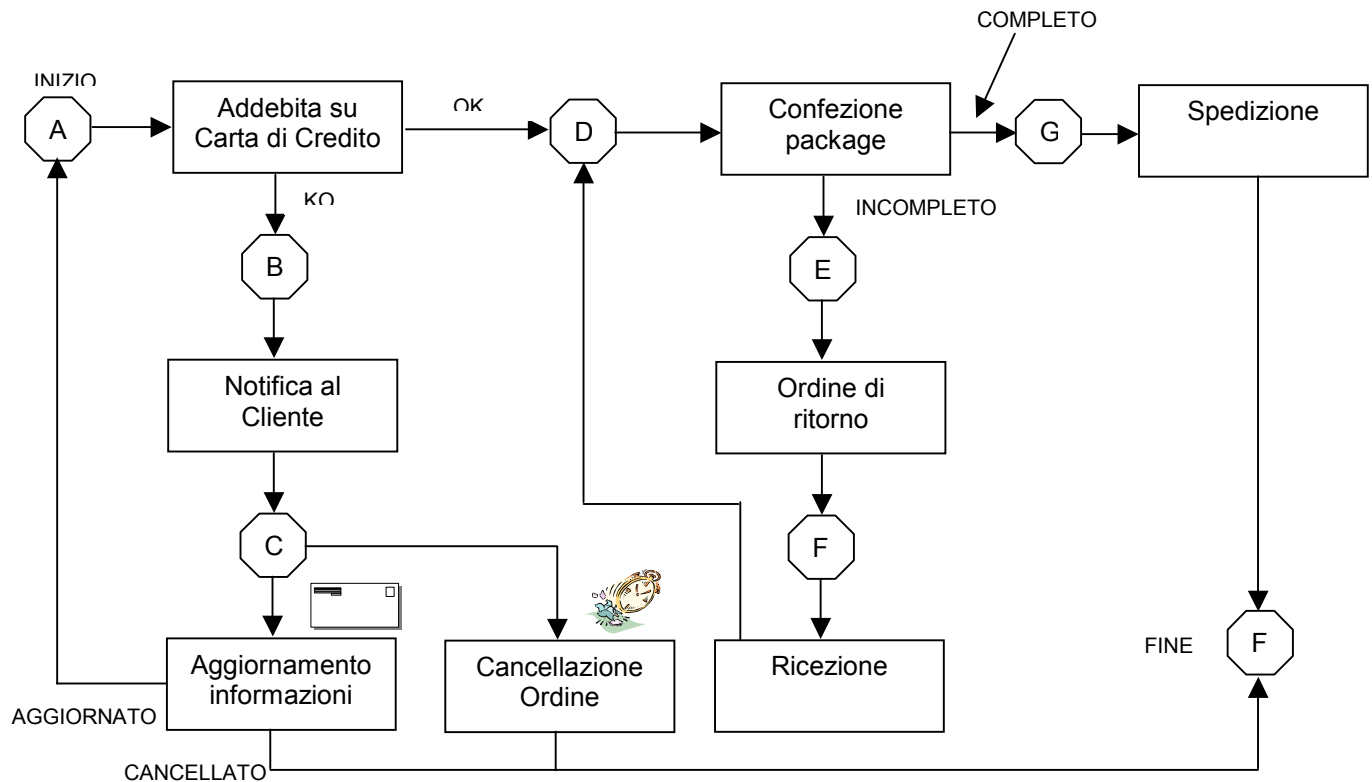 COMPLETO
INIZIO
A
Addebita su
Carta di Credito
OK
D
Confezione
package
G
Spedizione
KO
INCOMPLETO
B
E
Notifica al
Cliente
Ordine di
ritorno
C
F
Aggiornamento
informazioni
Cancellazione
Ordine
Ricezione
FINE
F
AGGIORNATO
CANCELLATO